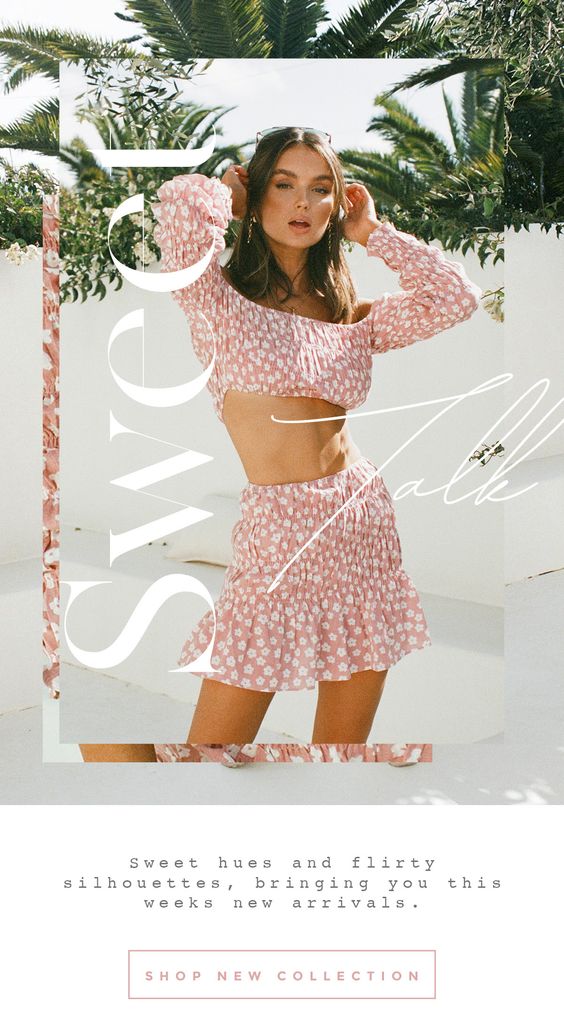 Sweet
Talk
Sweet hues and flirty
silhouettes, bringing you this
weeks new arrivals.
SHOP NEW COLLECTION